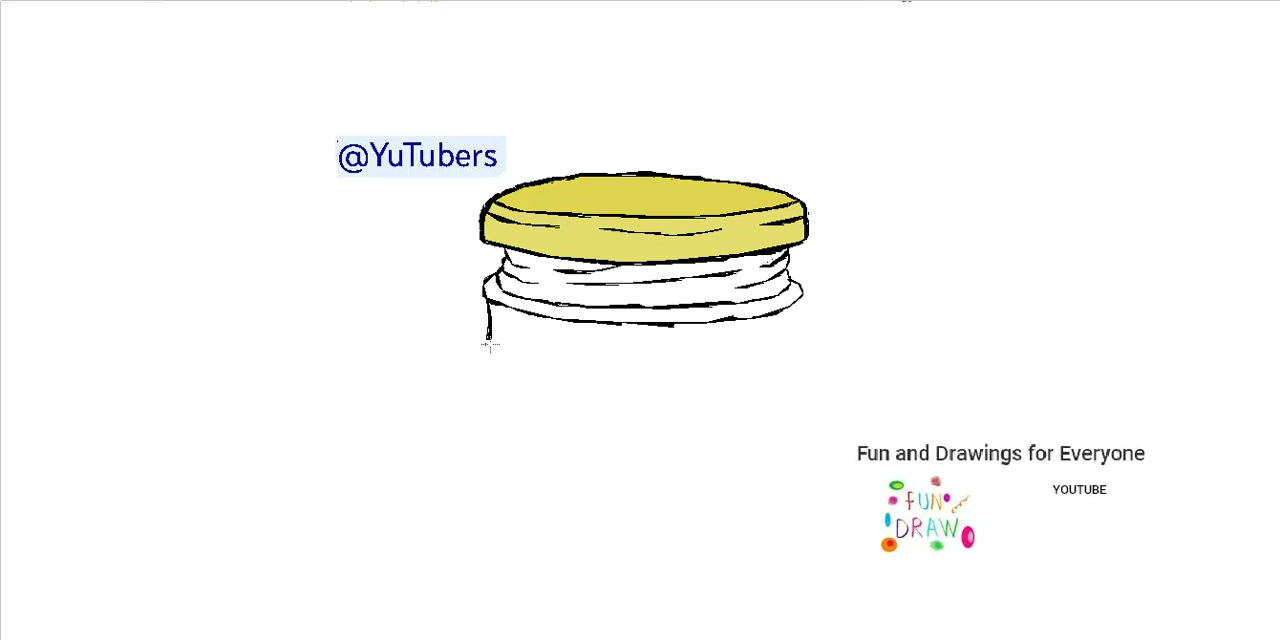 @YuTubers
Fun and Drawings for Everyone
YOUTUBE
FUN
DRAW